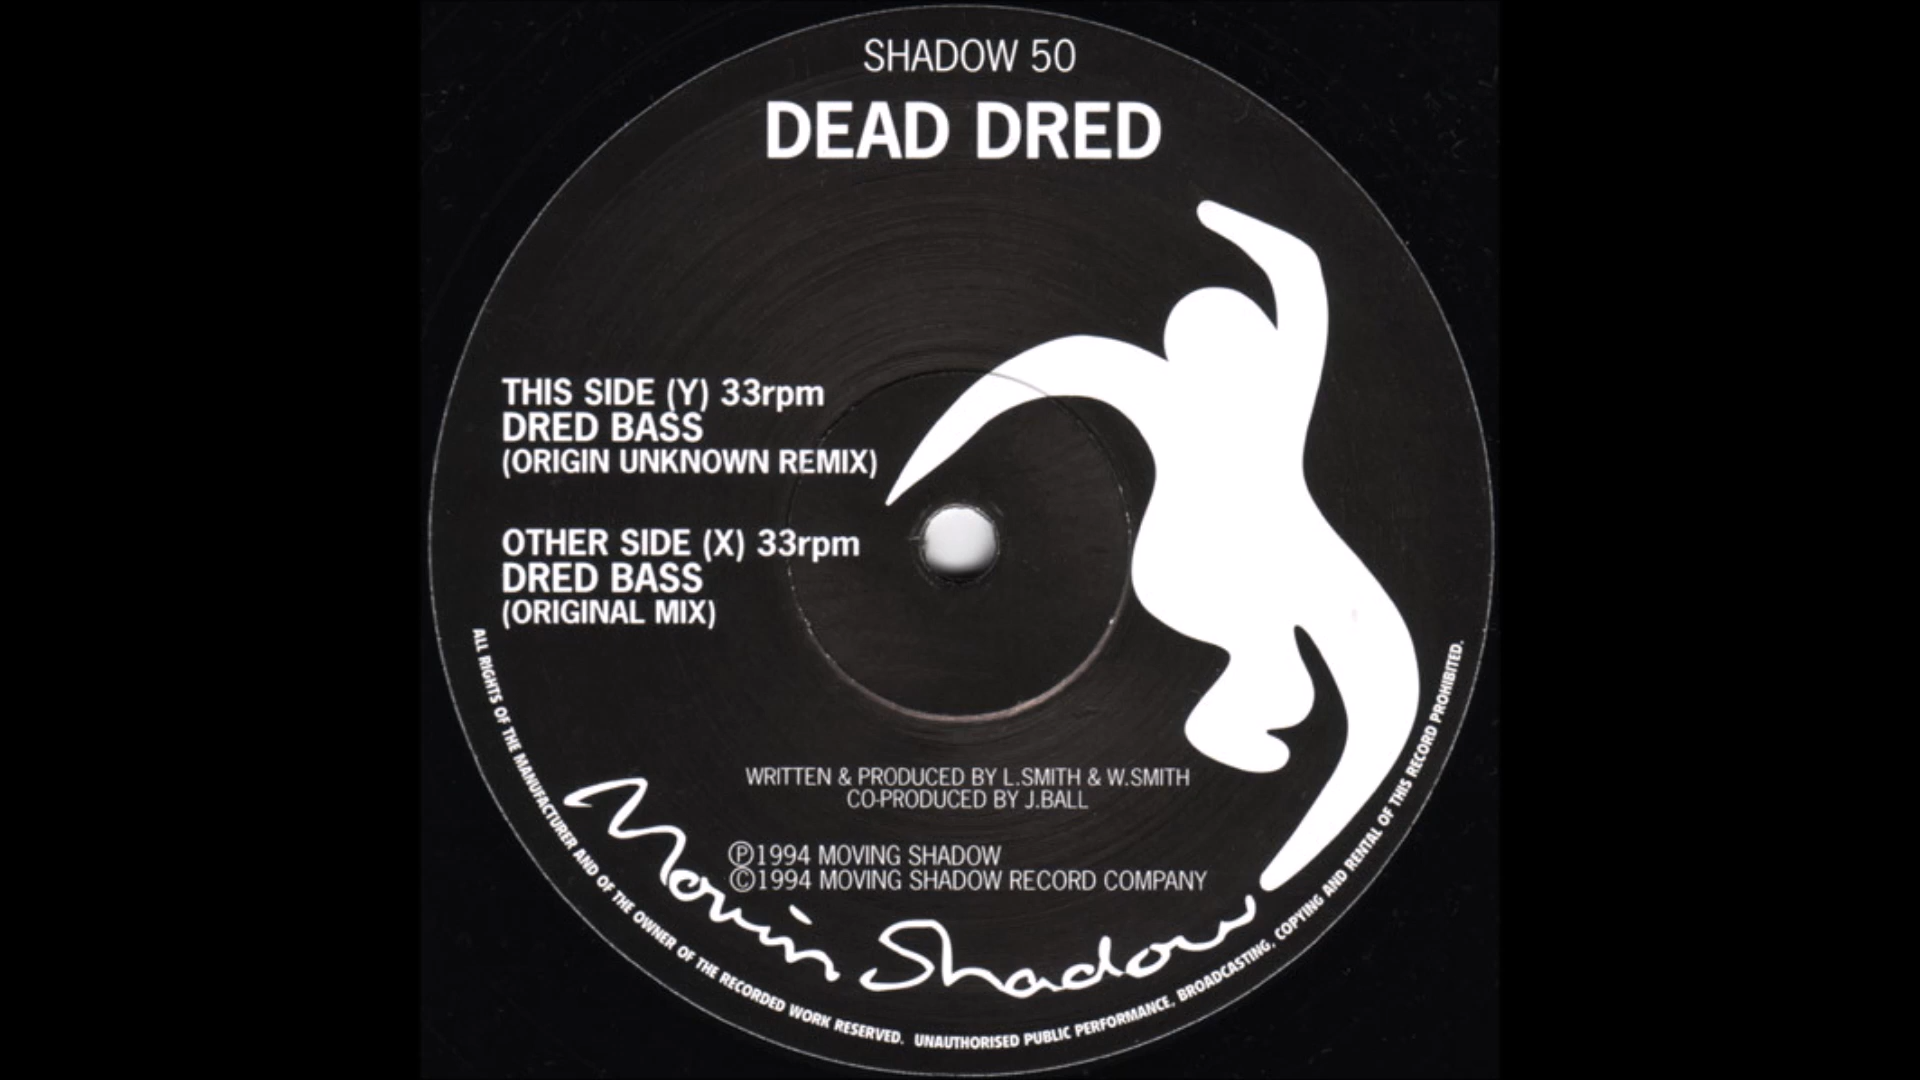 SHADOW 50
DEAD DRED
THIS SIDE (Y) 33rpm
DRED BASS
(ORIGIN UNKNOWN REMIX)
OTHER SIDE (X) 33rpm
DRED BASS
(ORIGINAL MIX)
WRITTEN & PRODUCED BY L.SMITH & W.SMITH
CO-PRODUCED BY J.BALL
Ⓟ1994 MOVING SHADOW
©1994 MOVING SHADOW RECORD COMPANY
Movin Shadow
ALL RIGHTS OF THE MANUFACTURER AND OF THE OWNER OF THE RECORDED WORK RESERVED. UNAUTHORISED PUBLIC PERFORMANCE, BROADCASTING, COPYING AND RENTAL OF THIS RECORD PROHIBITED.